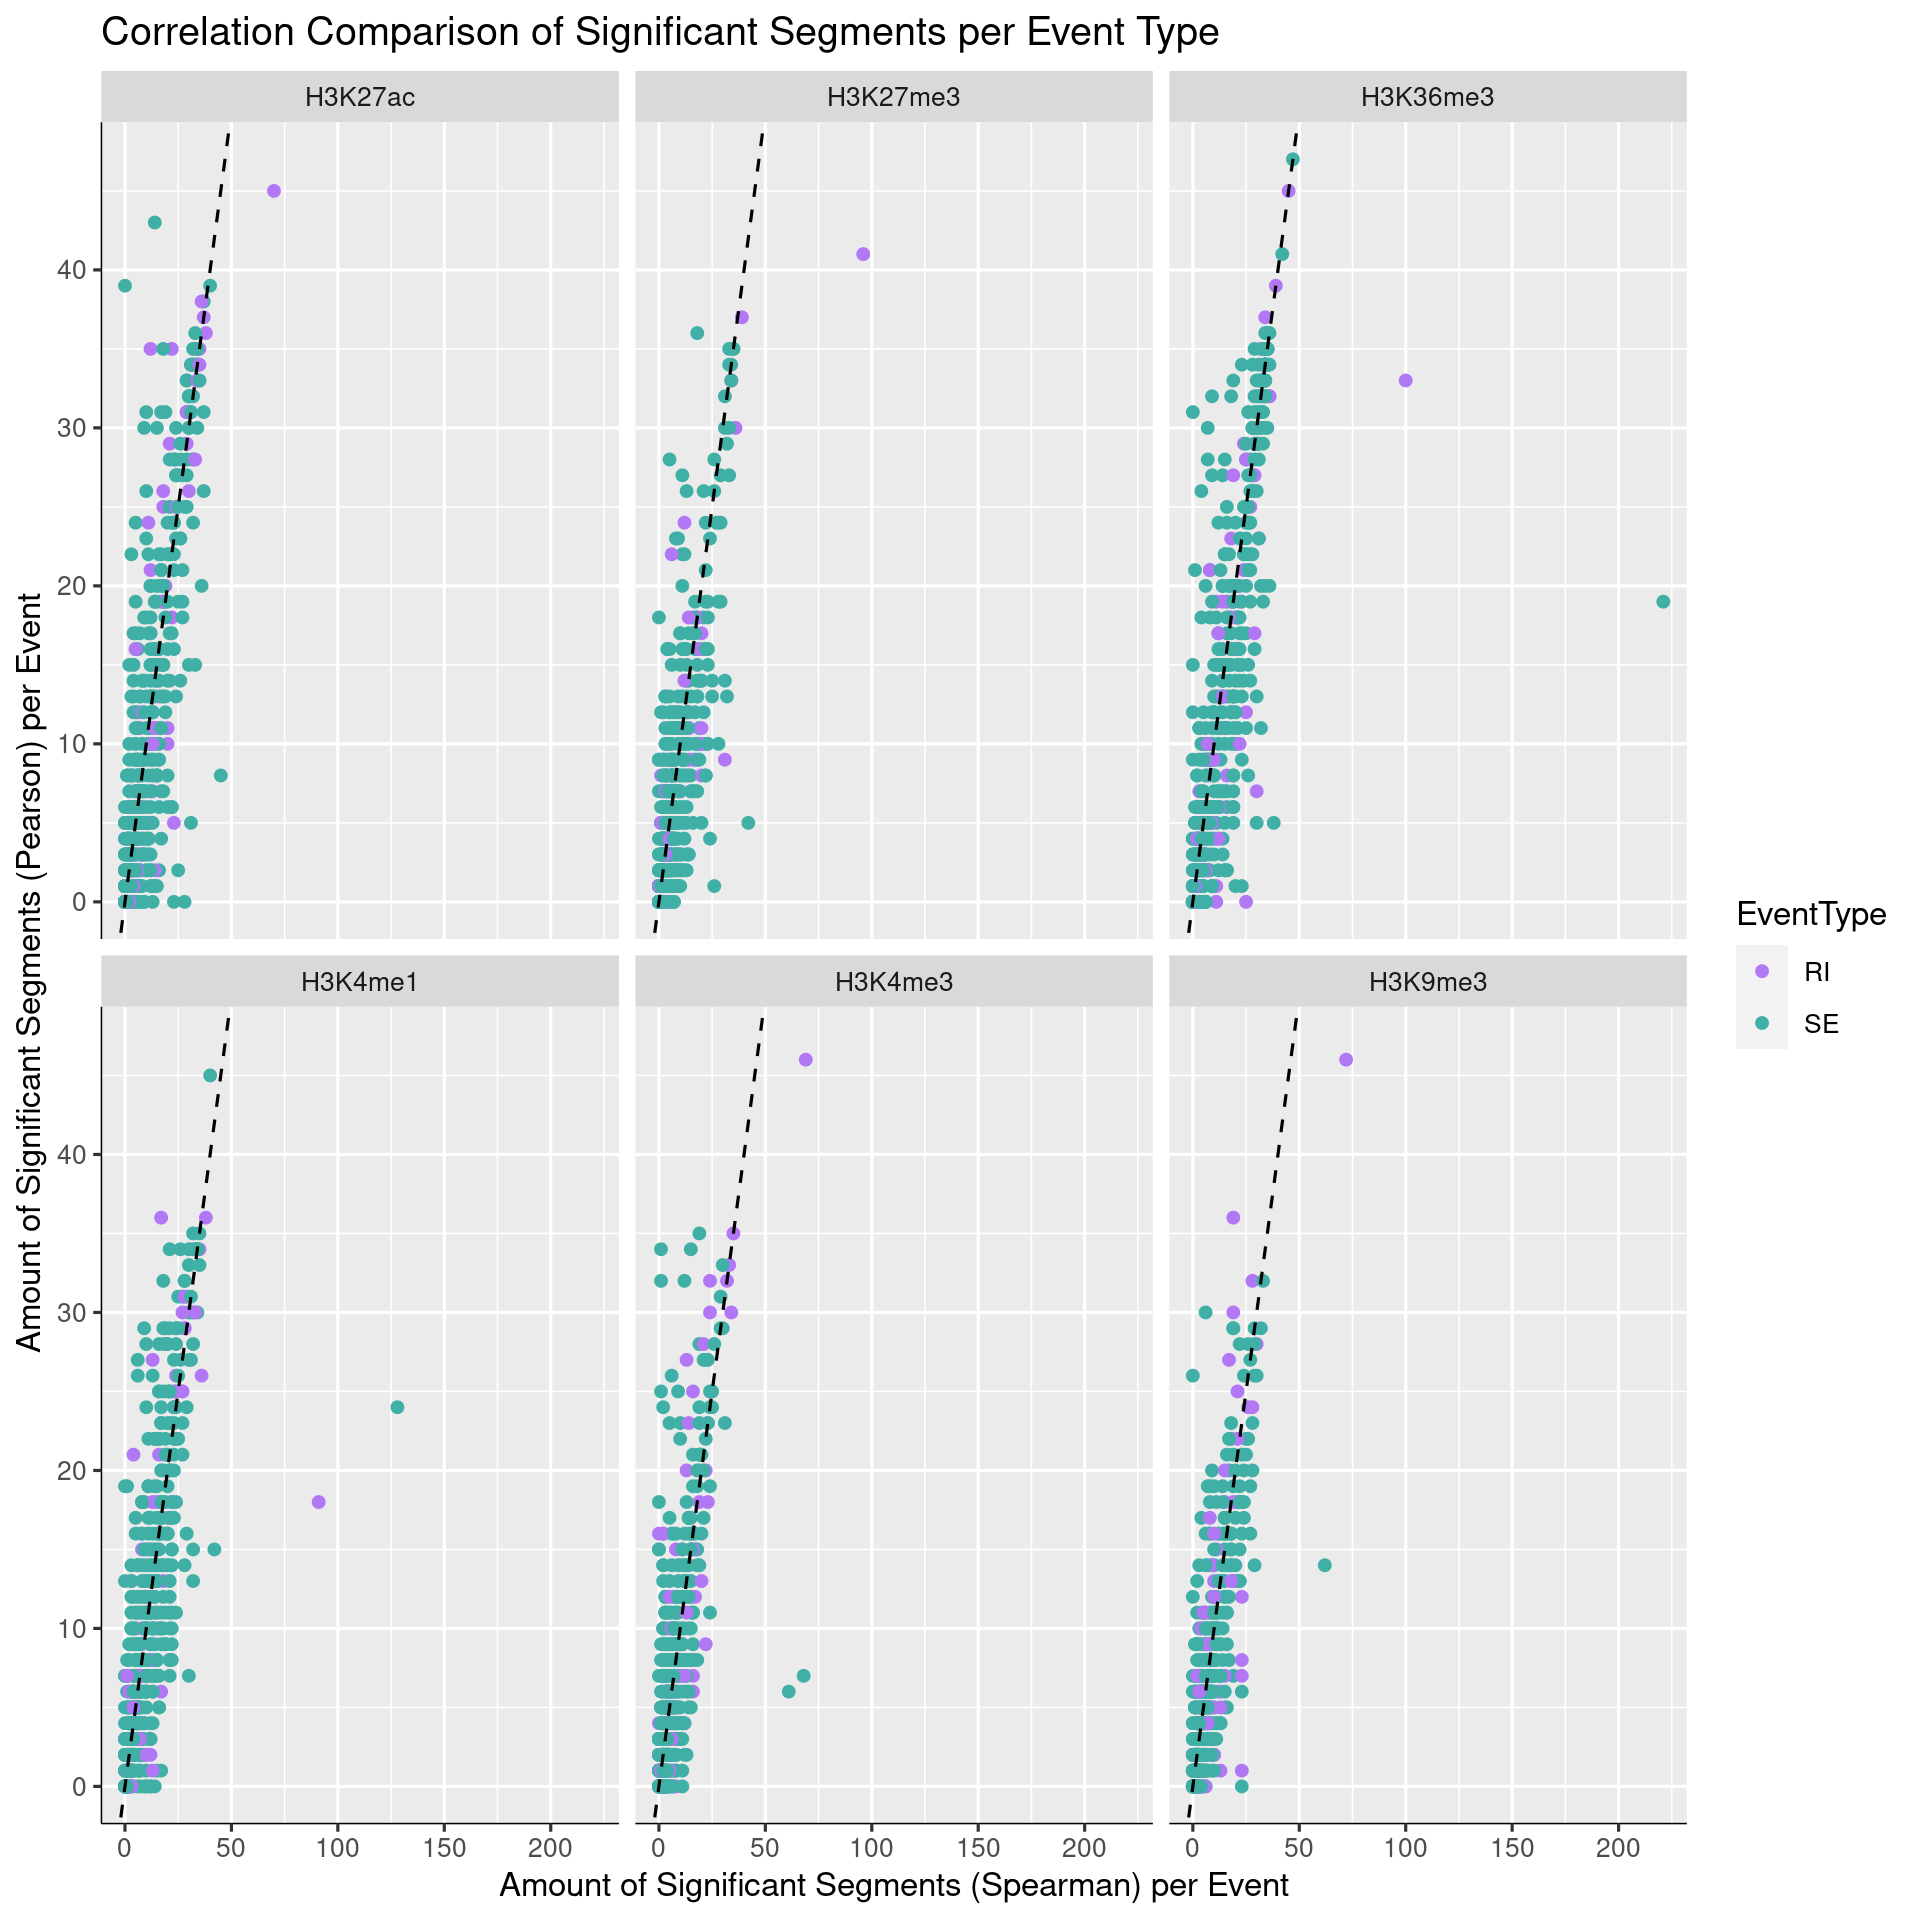 Correlation Comparison of Significant Segments per Event Type
H3K27ac
H3K27me3
H3K36me3
40
30
20
10
0
H3K4me1
H3K4me3
H3K9me3
40
30
20
10
0
0 50 100 150 200
0 50 100 150 200
0 50 100 150 200
Amount of Significant Segments (Spearman) per Event
Amount of Significant Segments (Pearson) per Event
EventType
RI
SE